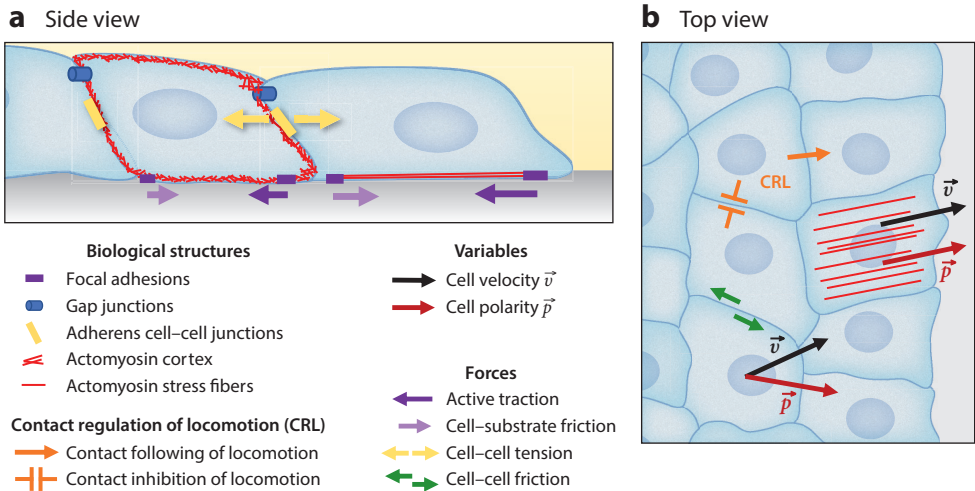 a Side view
b Top view
CRL
v
p
v
p
Biological structures
Focal adhesions
Gap junctions
Adherens cell–cell junctions
Actomyosin cortex
Actomyosin stress fibers
Contact regulation of locomotion (CRL)
Contact following of locomotion
Contact inhibition of locomotion
Variables
Cell velocity v⃗
Cell polarity p⃗
Forces
Active traction
Cell–substrate friction
Cell–cell tension
Cell–cell friction